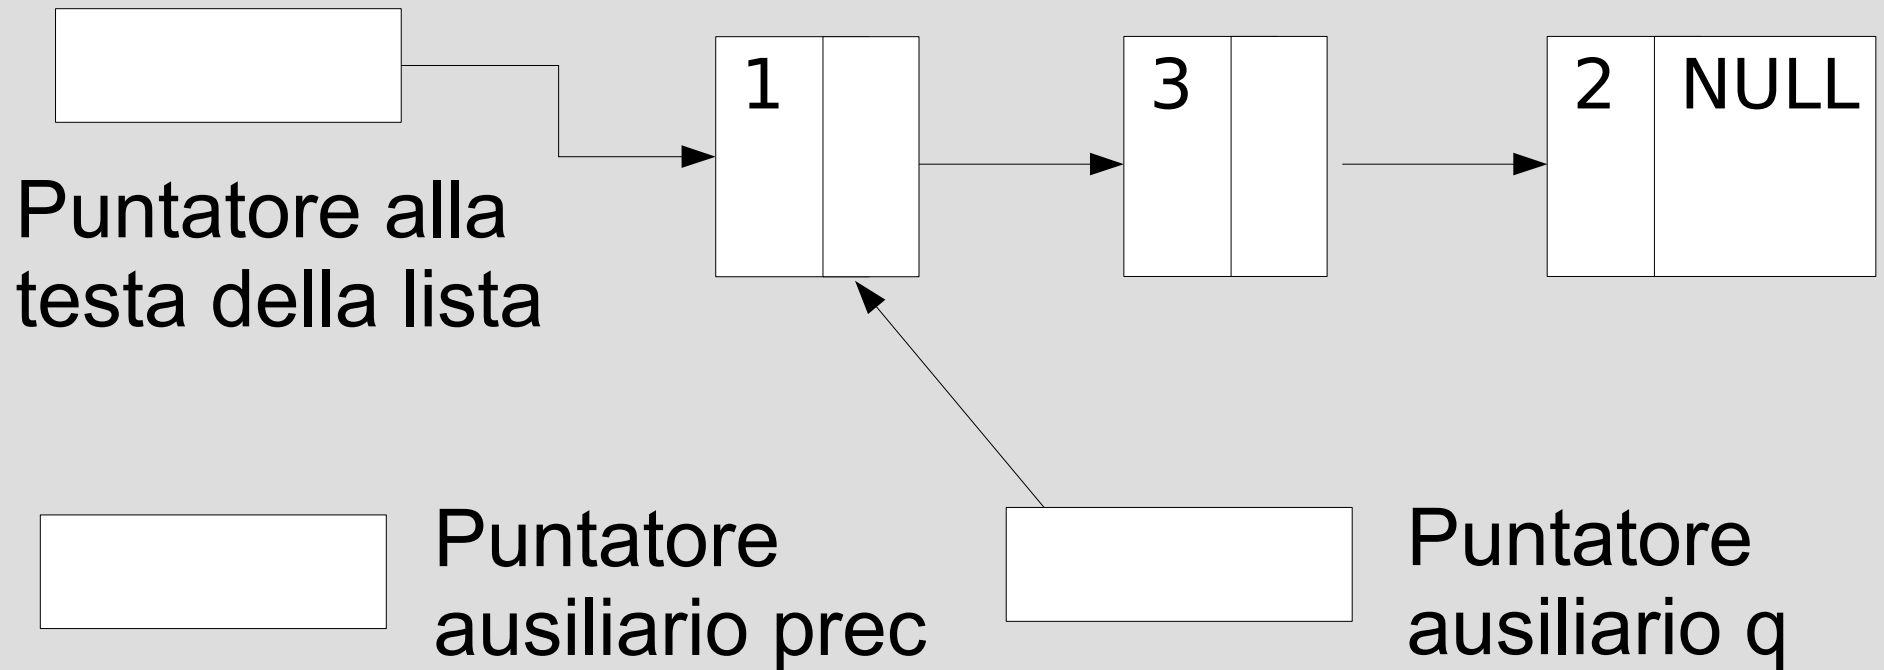 1
3
2 NULL
Puntatore alla
testa della lista
Puntatore
ausiliario prec
Puntatore
ausiliario q